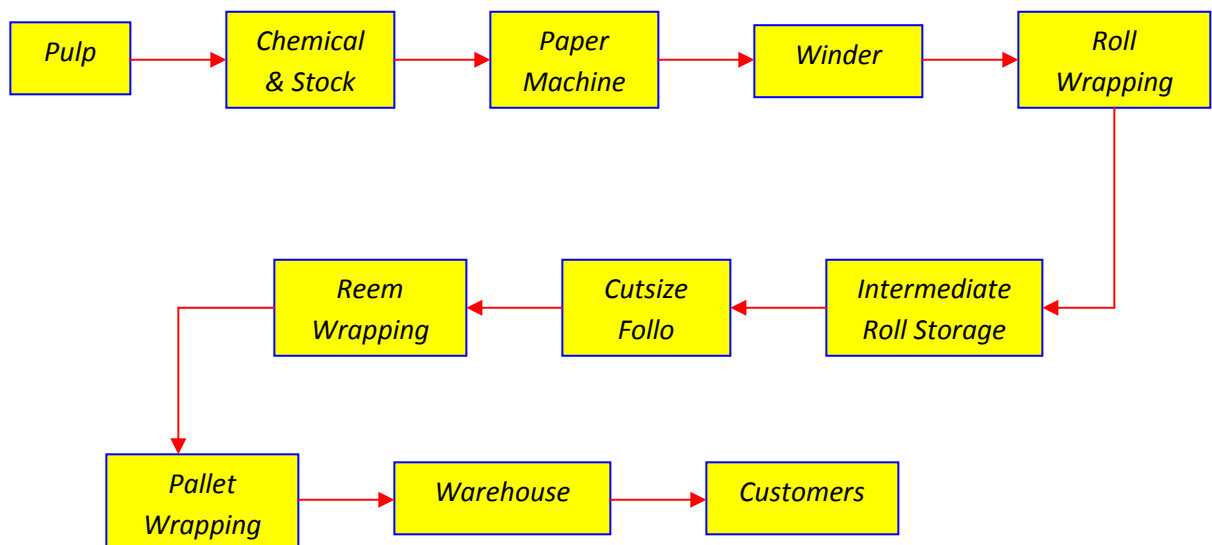 Pulp
Chemical
& Stock
Paper
Machine
Winder
Roll
Wrapping
Intermediate
Roll Storage
Cutsize
Follo
Reem
Wrapping
Pallet
Wrapping
Warehouse
Customers